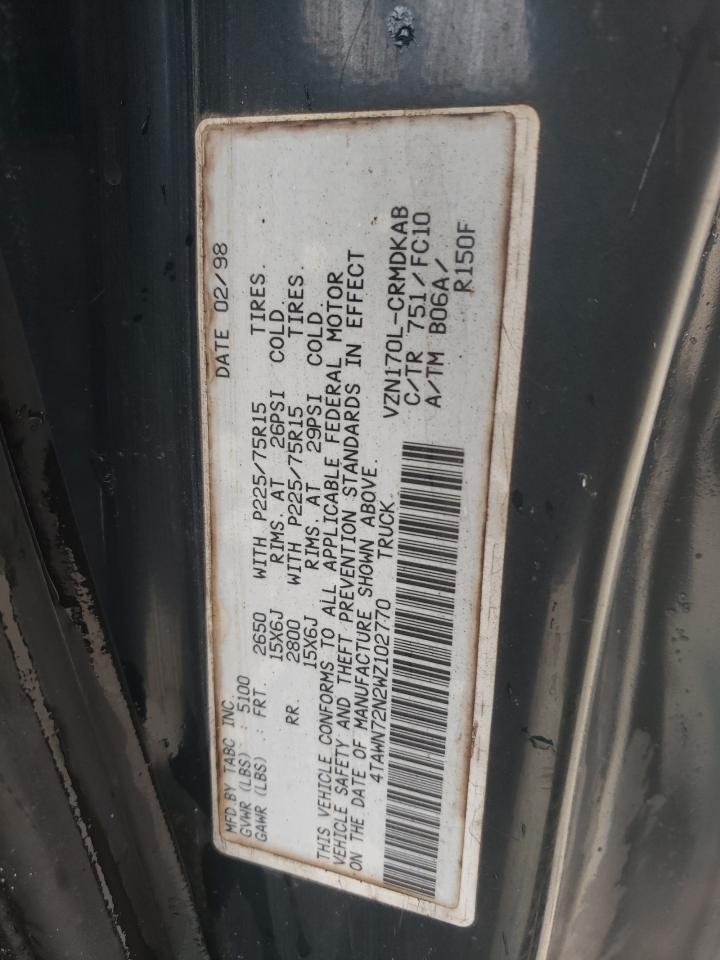 MFD.BY TABC INC. DATE 02/98
GVWR (LBS) 5100
GAWR (LBS) : FRT. 2650 WITH P225/75R15 TIRES.
15X6J RIMS. AT 26PSI COLD.
RR. 2800 WITH P225/75R15 TIRES.
15X6J RIMS. AT 29PSI COLD.
THIS VEHICLE CONFORMS TO ALL APPLICABLE FEDERAL MOTOR
VEHICLE SAFETY AND THEFT PREVENTION STANDARDS IN EFFECT
ON THE DATE OF MANUFACTURE SHOWN ABOVE.
4TAWN72N2WZ102770 TRUCK
VZN170L-CRMDKAB
C/TR 751/FC10
A/TM B06A/
R150F